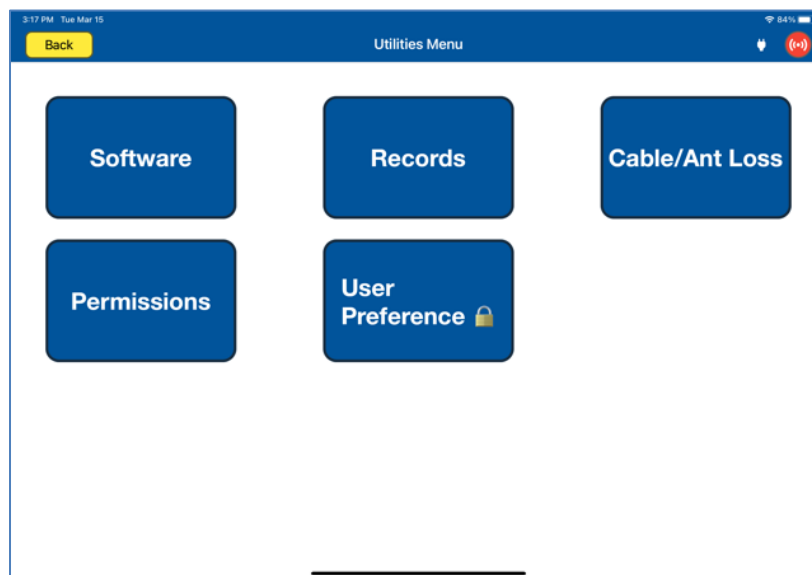 3:17 PM Tue Mar 15
84%
Back
Utilities Menu
Software
Records
Cable/Ant Loss
Permissions
User
Preference